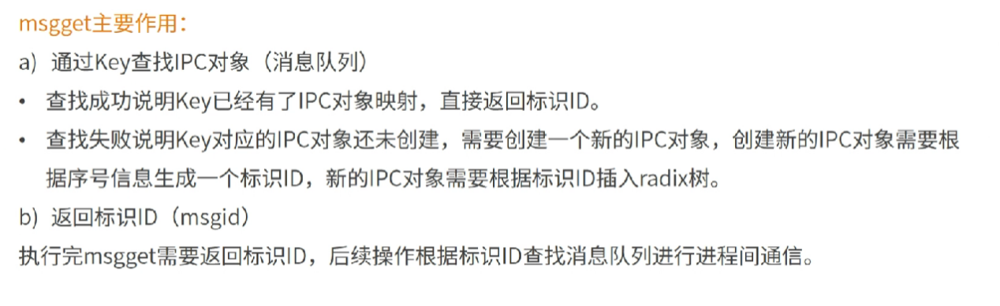 msgget主要作用：
a) 通过Key查找IPC对象（消息队列）
• 查找成功说明Key已经有了IPC对象映射，直接返回标识ID。
• 查找失败说明Key对应的IPC对象还未创建，需要创建一个新的IPC对象，创建新的IPC对象需要根
据序号信息生成一个标识ID，新的IPC对象需要根据标识ID插入radix树。
b) 返回标识ID（msgid）
执行完msgget需要返回标识ID，后续操作根据标识ID查找消息队列进行进程间通信。